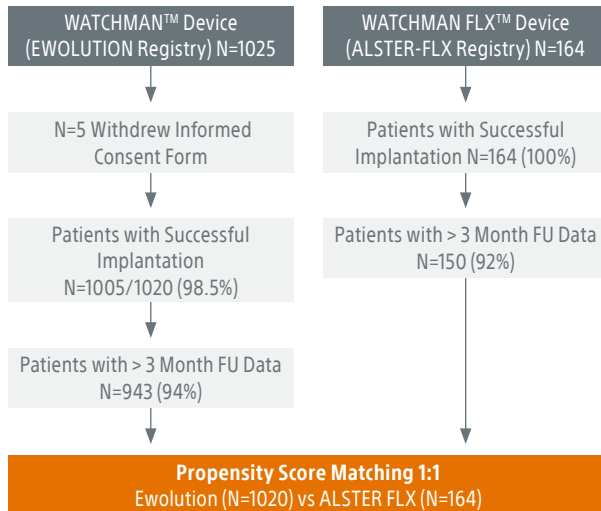 WATCHMAN™ Device
(EWOLUTION Registry) N=1025
N=5 Withdrew Informed
Consent Form
Patients with Successful
Implantation
N=1005/1020 (98.5%)
Patients with > 3 Month FU Data
N=943 (94%)
WATCHMAN FLX™ Device
(ALSTER-FLX Registry) N=164
Patients with Successful
Implantation N=164 (100%)
Patients with > 3 Month FU Data
N=150 (92%)
Propensity Score Matching 1:1
Ewolution (N=1020) vs ALSTER FLX (N=164)